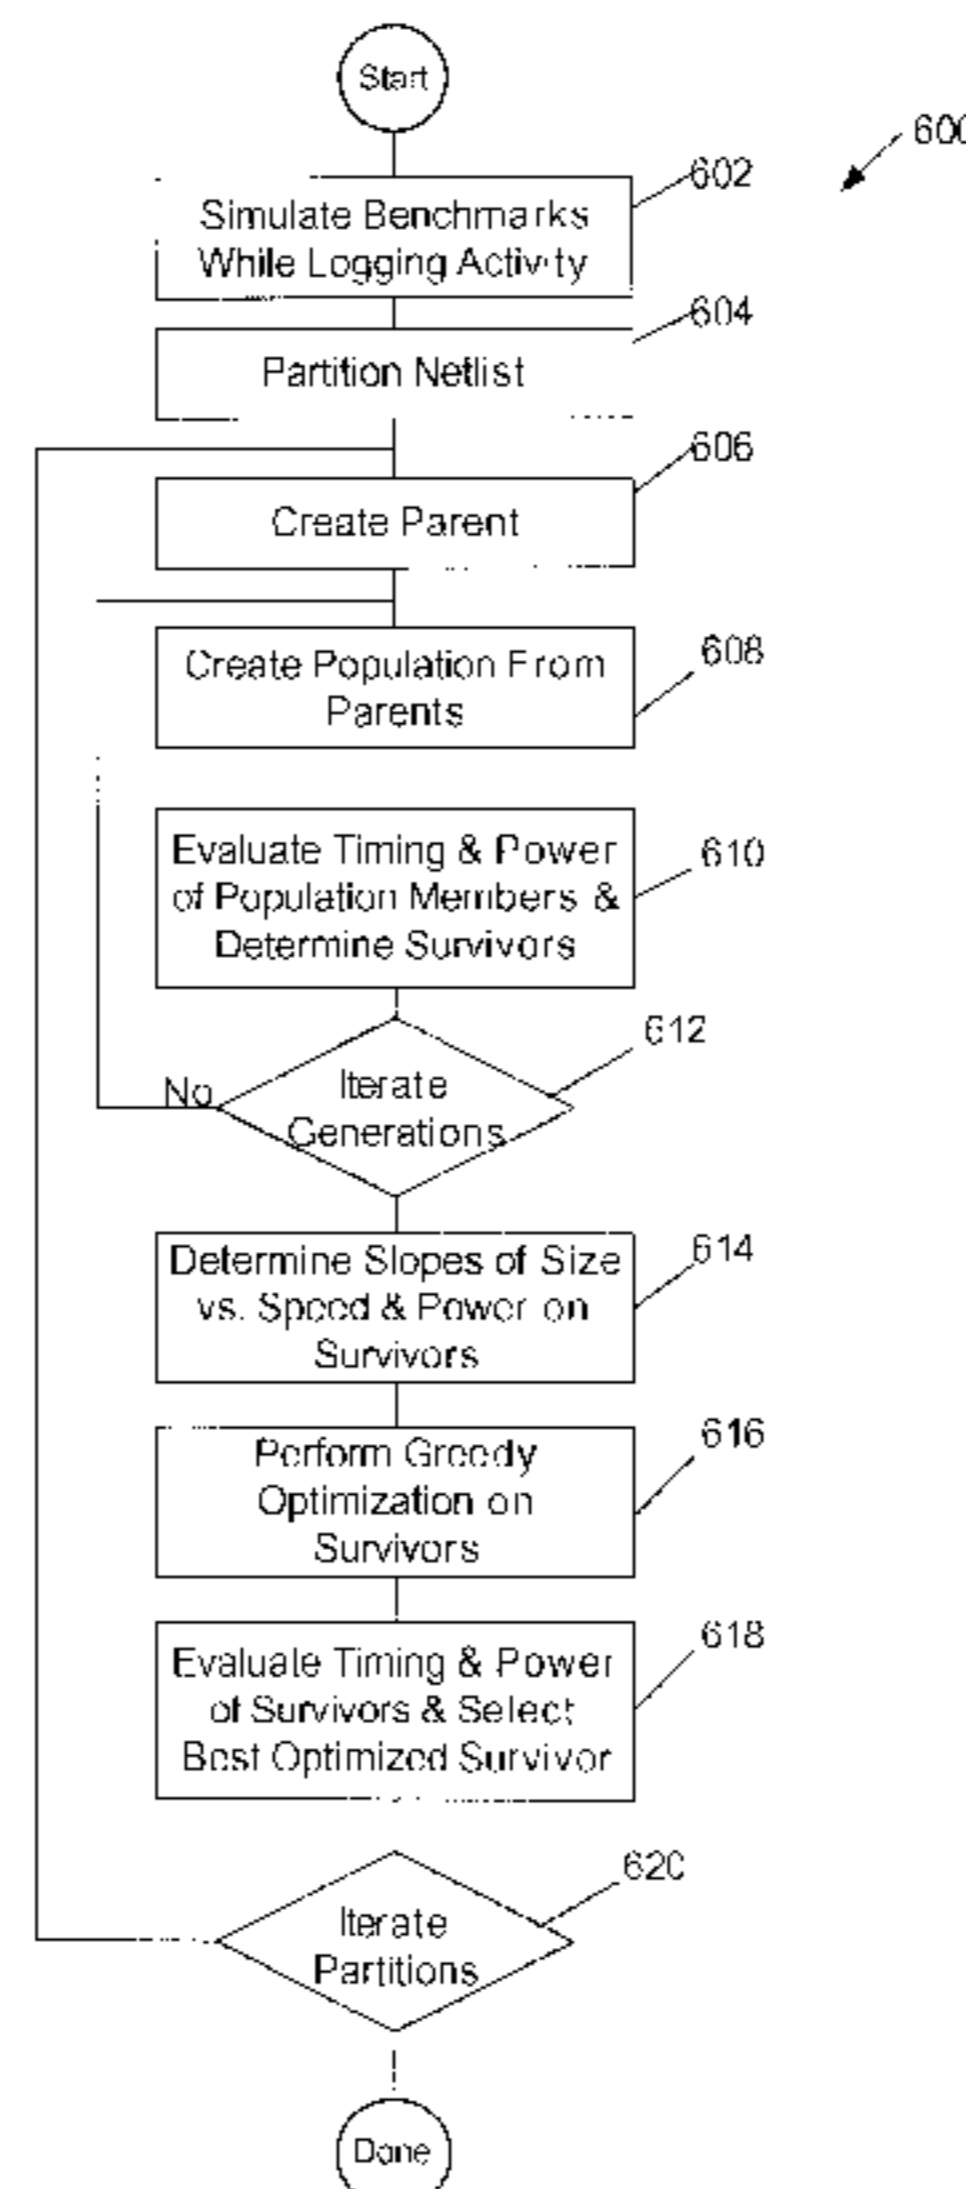 Start
600
602
Simulate Benchmarks
While Logging Activity
604
Partition Netlist
606
Create Parent
608
Create Population From
Parents
610
Evaluate Timing & Power
of Population Members &
Determine Survivors
612
No
Iterate
Generations
614
Determine Slopes of Size
vs. Speed & Power on
Survivors
616
Perform Greedy
Optimization on
Survivors
618
Evaluate Timing & Power
of Survivors & Select
Best Optimized Survivor
620
Iterate
Partitions
Done